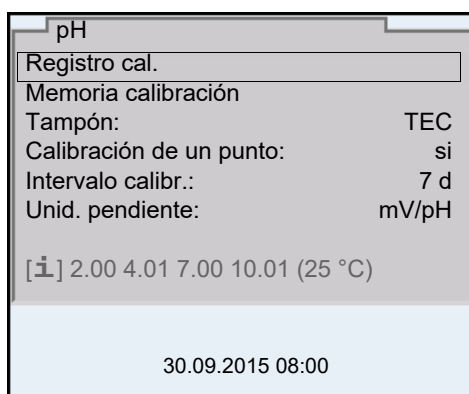 pH
Registro cal.
Memoria calibración
Tampón: TEC
Calibración de un punto: si
Intervalo calibr.: 7 d
Unid. pendiente: mV/pH
[i] 2.00 4.01 7.00 10.01 (25 °C)
30.09.2015 08:00